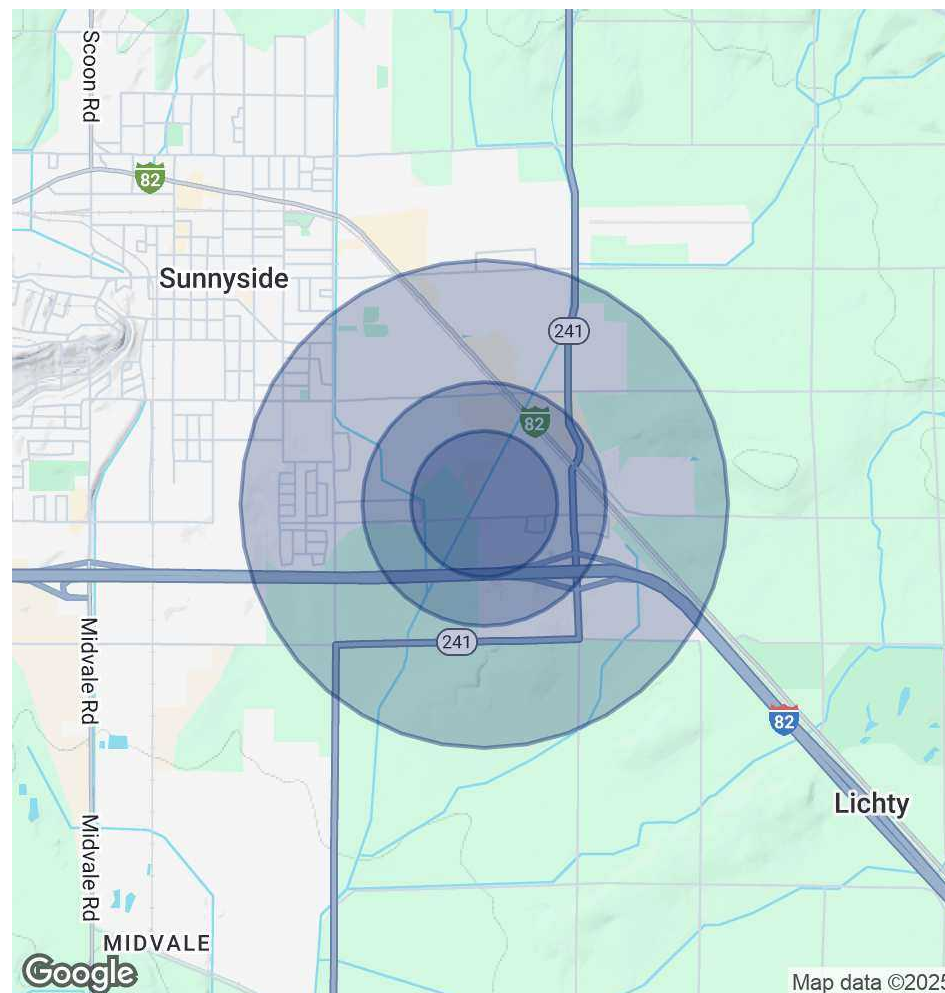 Scoon Rd
82
Sunnyside
241
82
241
Midvale Rd
82
Lichty
Midvale Rd
MIDVALE
Google
Map data ©2025